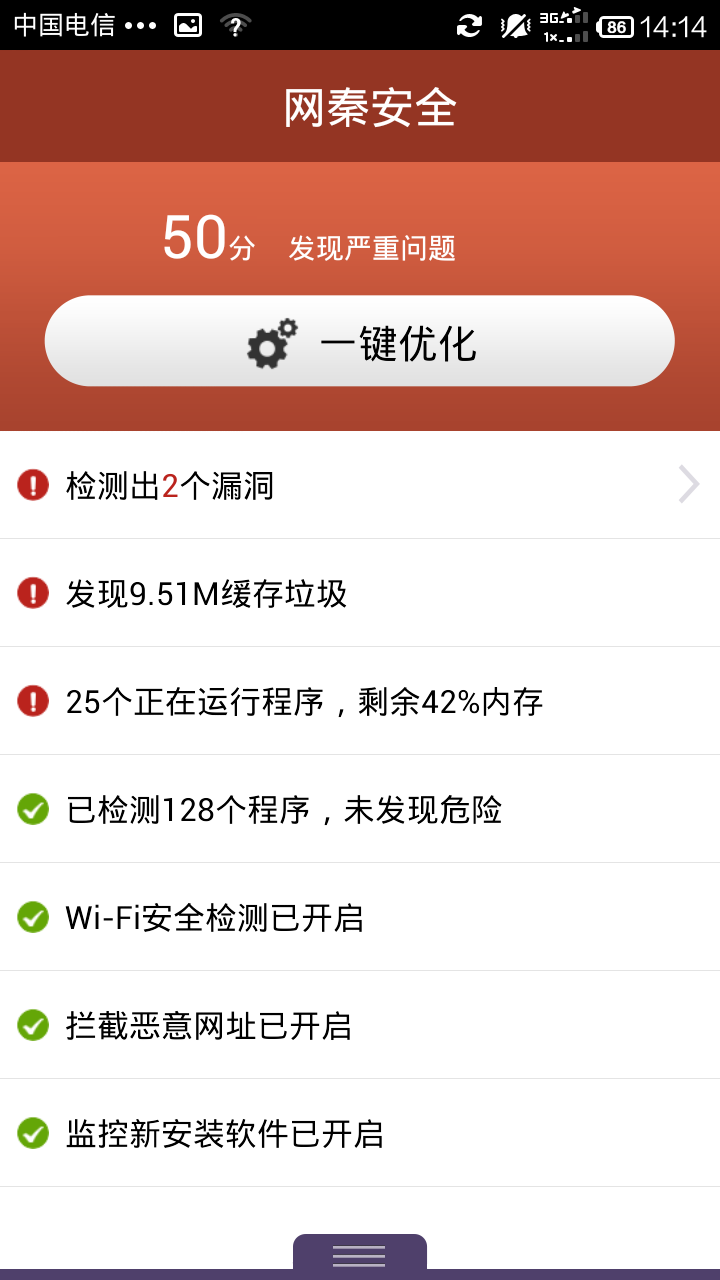 中国电信 •••
3G
1x
86
14:14
网秦安全
50分 发现严重问题
一键优化
检测出2个漏洞
发现9.51M缓存垃圾
25个正在运行程序，剩余42%内存
已检测128个程序，未发现危险
Wi-Fi安全检测已开启
拦截恶意网址已开启
监控新安装软件已开启